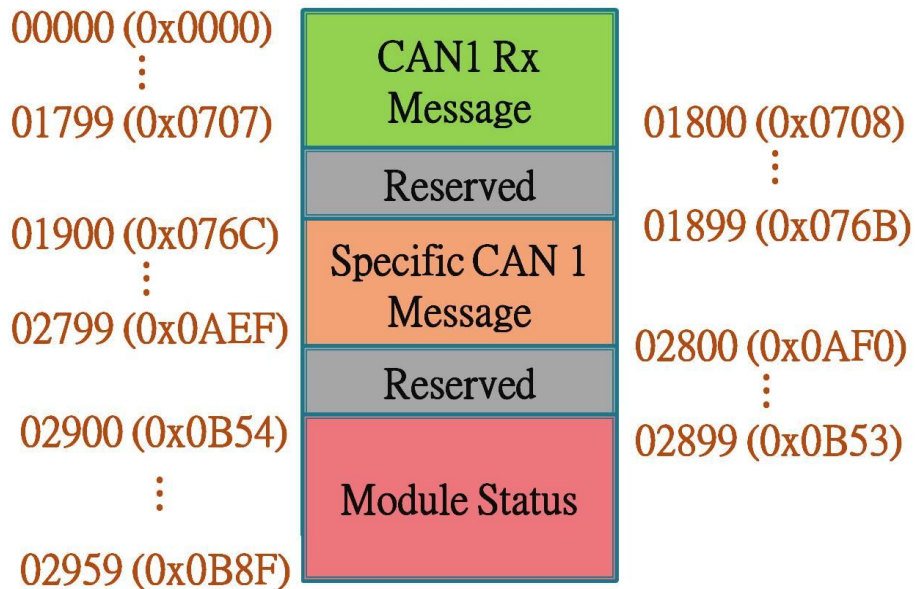 00000 (0x0000)
⋮
01799 (0x0707)
CAN1 Rx
Message
01800 (0x0708)
⋮
01899 (0x076B)
Reserved
01900 (0x076C)
⋮
02799 (0x0AEF)
Specific CAN 1
Message
02800 (0x0AF0)
⋮
02899 (0x0B53)
Reserved
02900 (0x0B54)
⋮
02959 (0x0B8F)
Module Status